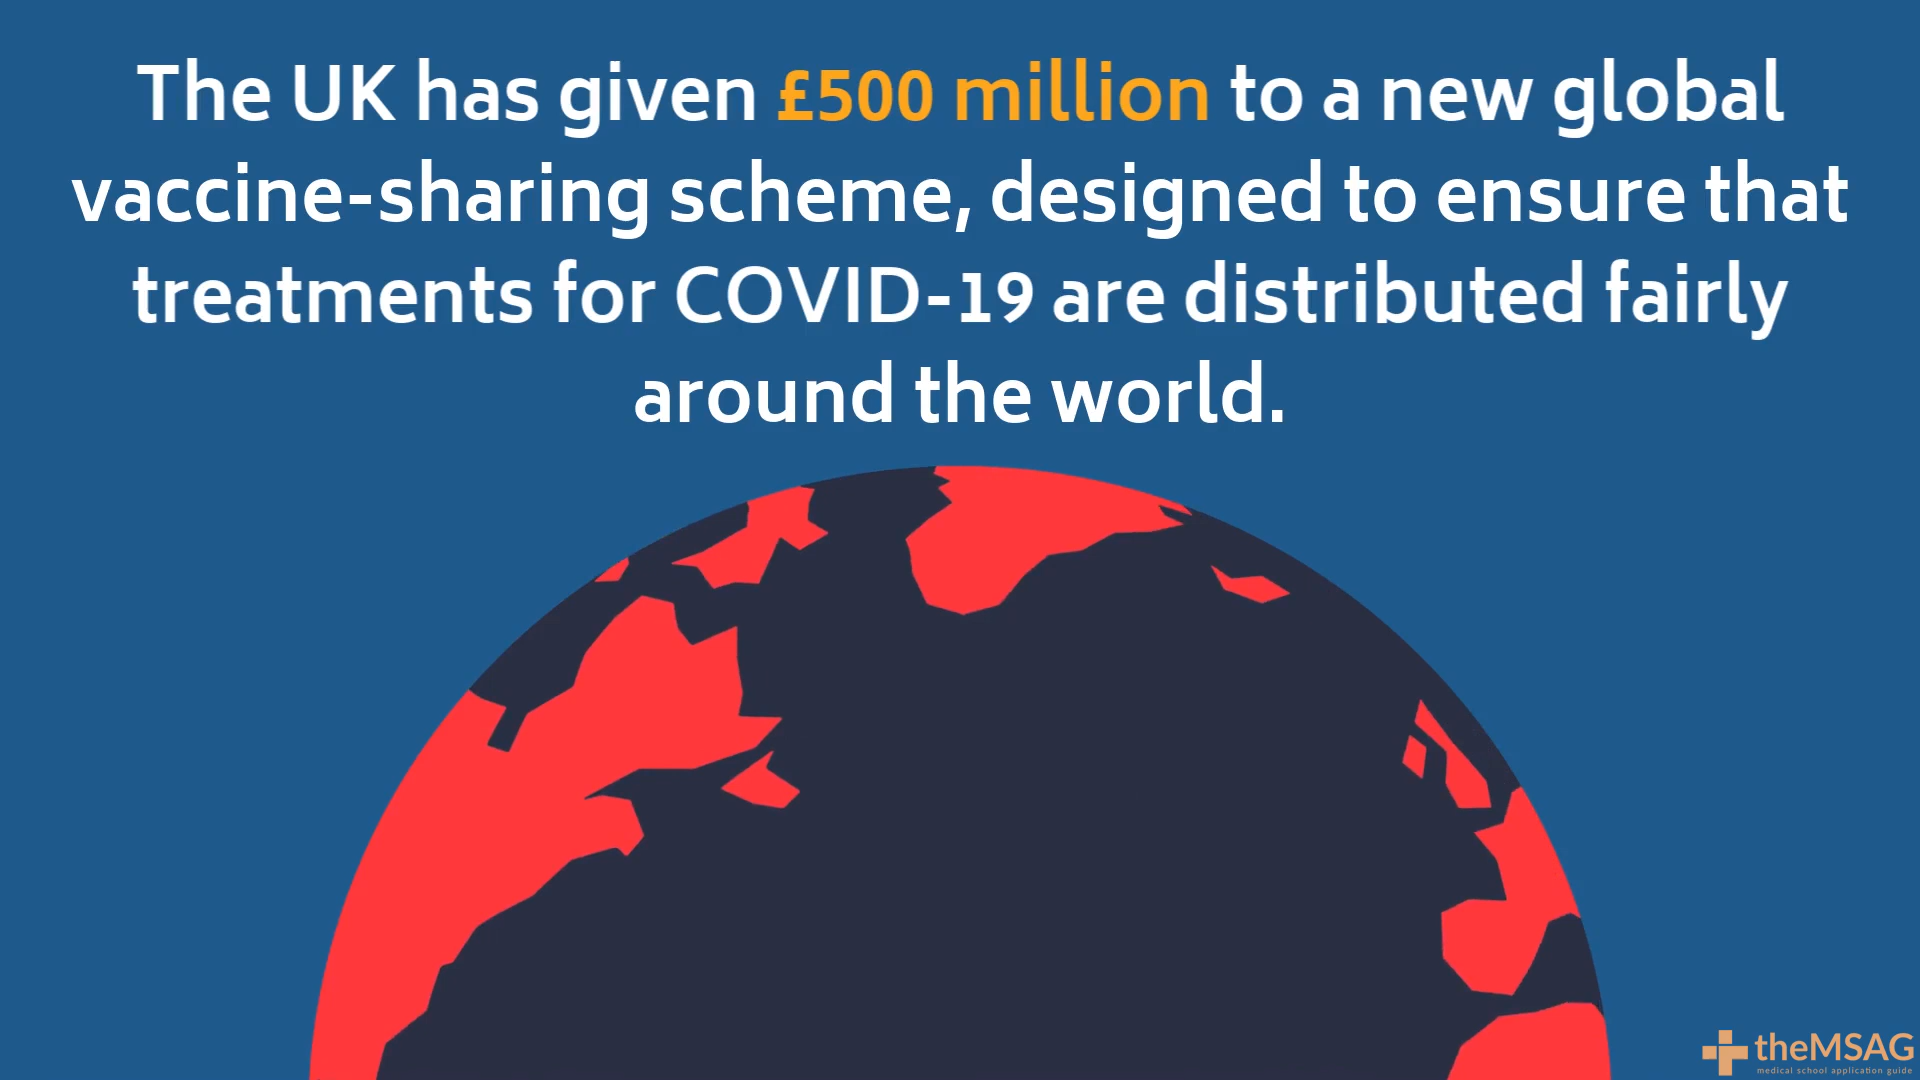 The UK has given £500 million to a new global
vaccine-sharing scheme, designed to ensure that
treatments for COVID-19 are distributed fairly
around the world.
theMSAG
medical school application guide